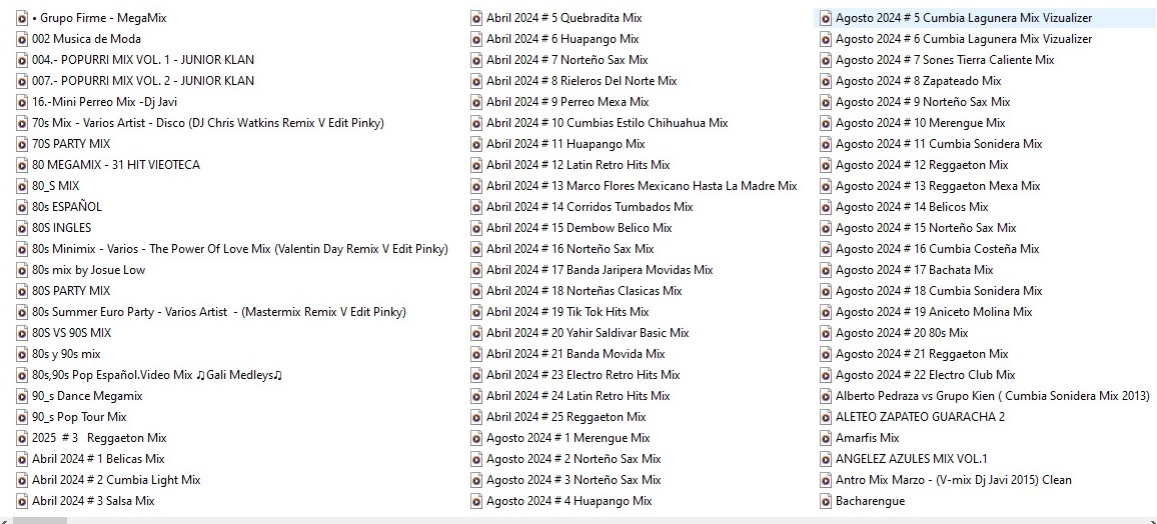 • Grupo Firme - MegaMix
002 Musica de Moda
004.- POPURRI MIX VOL. 1 - JUNIOR KLAN
007.- POPURRI MIX VOL. 2 - JUNIOR KLAN
16.-Mini Perreo Mix -Dj Javi
70s Mix - Varios Artist - Disco (DJ Chris Watkins Remix V Edit Pinky)
70S PARTY MIX
80 MEGAMIX - 31 HIT VIEOTECA
80_S MIX
80s ESPAÑOL
80S INGLES
80s Minimix - Varios - The Power Of Love Mix (Valentin Day Remix V Edit Pinky)
80s mix by Josue Low
80S PARTY MIX
80s Summer Euro Party - Varios Artist  - (Mastermix Remix V Edit Pinky)
80S VS 90S MIX
80s y 90s mix
80s,90s Pop Español.Video Mix ♫Gali Medleys♫
90_s Dance Megamix
90_s Pop Tour Mix
2025  # 3   Reggaeton Mix
Abril 2024 # 1 Belicas Mix
Abril 2024 # 2 Cumbia Light Mix
Abril 2024 # 3 Salsa Mix
Abril 2024 # 5 Quebradita Mix
Abril 2024 # 6 Huapango Mix
Abril 2024 # 7 Norteño Sax Mix
Abril 2024 # 8 Rieleros Del Norte Mix
Abril 2024 # 9 Perreo Mexa Mix
Abril 2024 # 10 Cumbias Estilo Chihuahua Mix
Abril 2024 # 11 Huapango Mix
Abril 2024 # 12 Latin Retro Hits Mix
Abril 2024 # 13 Marco Flores Mexicano Hasta La Madre Mix
Abril 2024 # 14 Corridos Tumbados Mix
Abril 2024 # 15 Dembow Belico Mix
Abril 2024 # 16 Norteño Sax Mix
Abril 2024 # 17 Banda Jaripera Movidas Mix
Abril 2024 # 18 Norteñas Clasicas Mix
Abril 2024 # 19 Tik Tok Hits Mix
Abril 2024 # 20 Yahir Saldivar Basic Mix
Abril 2024 # 21 Banda Movida Mix
Abril 2024 # 23 Electro Retro Hits Mix
Abril 2024 # 24 Latin Retro Hits Mix
Abril 2024 # 25 Reggaeton Mix
Agosto 2024 # 1 Merengue Mix
Agosto 2024 # 2 Norteño Sax Mix
Agosto 2024 # 3 Norteño Sax Mix
Agosto 2024 # 4 Huapango Mix
Agosto 2024 # 5 Cumbia Lagunera Mix Vizualizer
Agosto 2024 # 6 Cumbia Lagunera Mix Vizualizer
Agosto 2024 # 7 Sones Tierra Caliente Mix
Agosto 2024 # 8 Zapateado Mix
Agosto 2024 # 9 Norteño Sax Mix
Agosto 2024 # 10 Merengue Mix
Agosto 2024 # 11 Cumbia Sonidera Mix
Agosto 2024 # 12 Reggaeton Mix
Agosto 2024 # 13 Reggaeton Mexa Mix
Agosto 2024 # 14 Belicos Mix
Agosto 2024 # 15 Norteño Sax Mix
Agosto 2024 # 16 Cumbia Costeña Mix
Agosto 2024 # 17 Bachata Mix
Agosto 2024 # 18 Cumbia Sonidera Mix
Agosto 2024 # 19 Aniceto Molina Mix
Agosto 2024 # 20 80s Mix
Agosto 2024 # 21 Reggaeton Mix
Agosto 2024 # 22 Electro Club Mix
Alberto Pedraza vs Grupo Kien ( Cumbia Sonidera Mix 2013)
ALETEO ZAPATEO GUARACHA 2
Amarfis Mix
ANGELEZ AZULES MIX VOL.1
Antro Mix Marzo - (V-mix Dj Javi 2015) Clean
Bacharengue